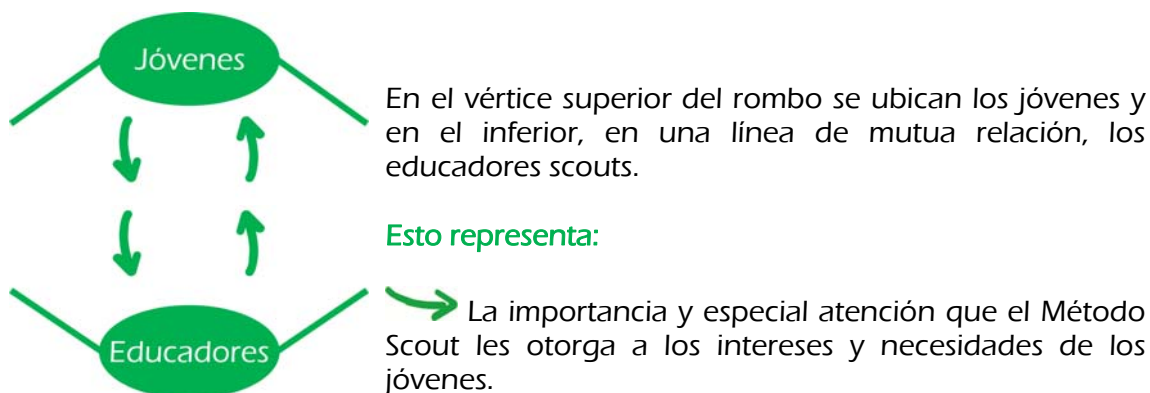 Jóvenes
En el vértice superior del rombo se ubican los jóvenes y
en el inferior, en una línea de mutua relación, los
educadores scouts.
Esto representa:
La importancia y especial atención que el Método
Scout les otorga a los intereses y necesidades de los
jóvenes.
Educadores